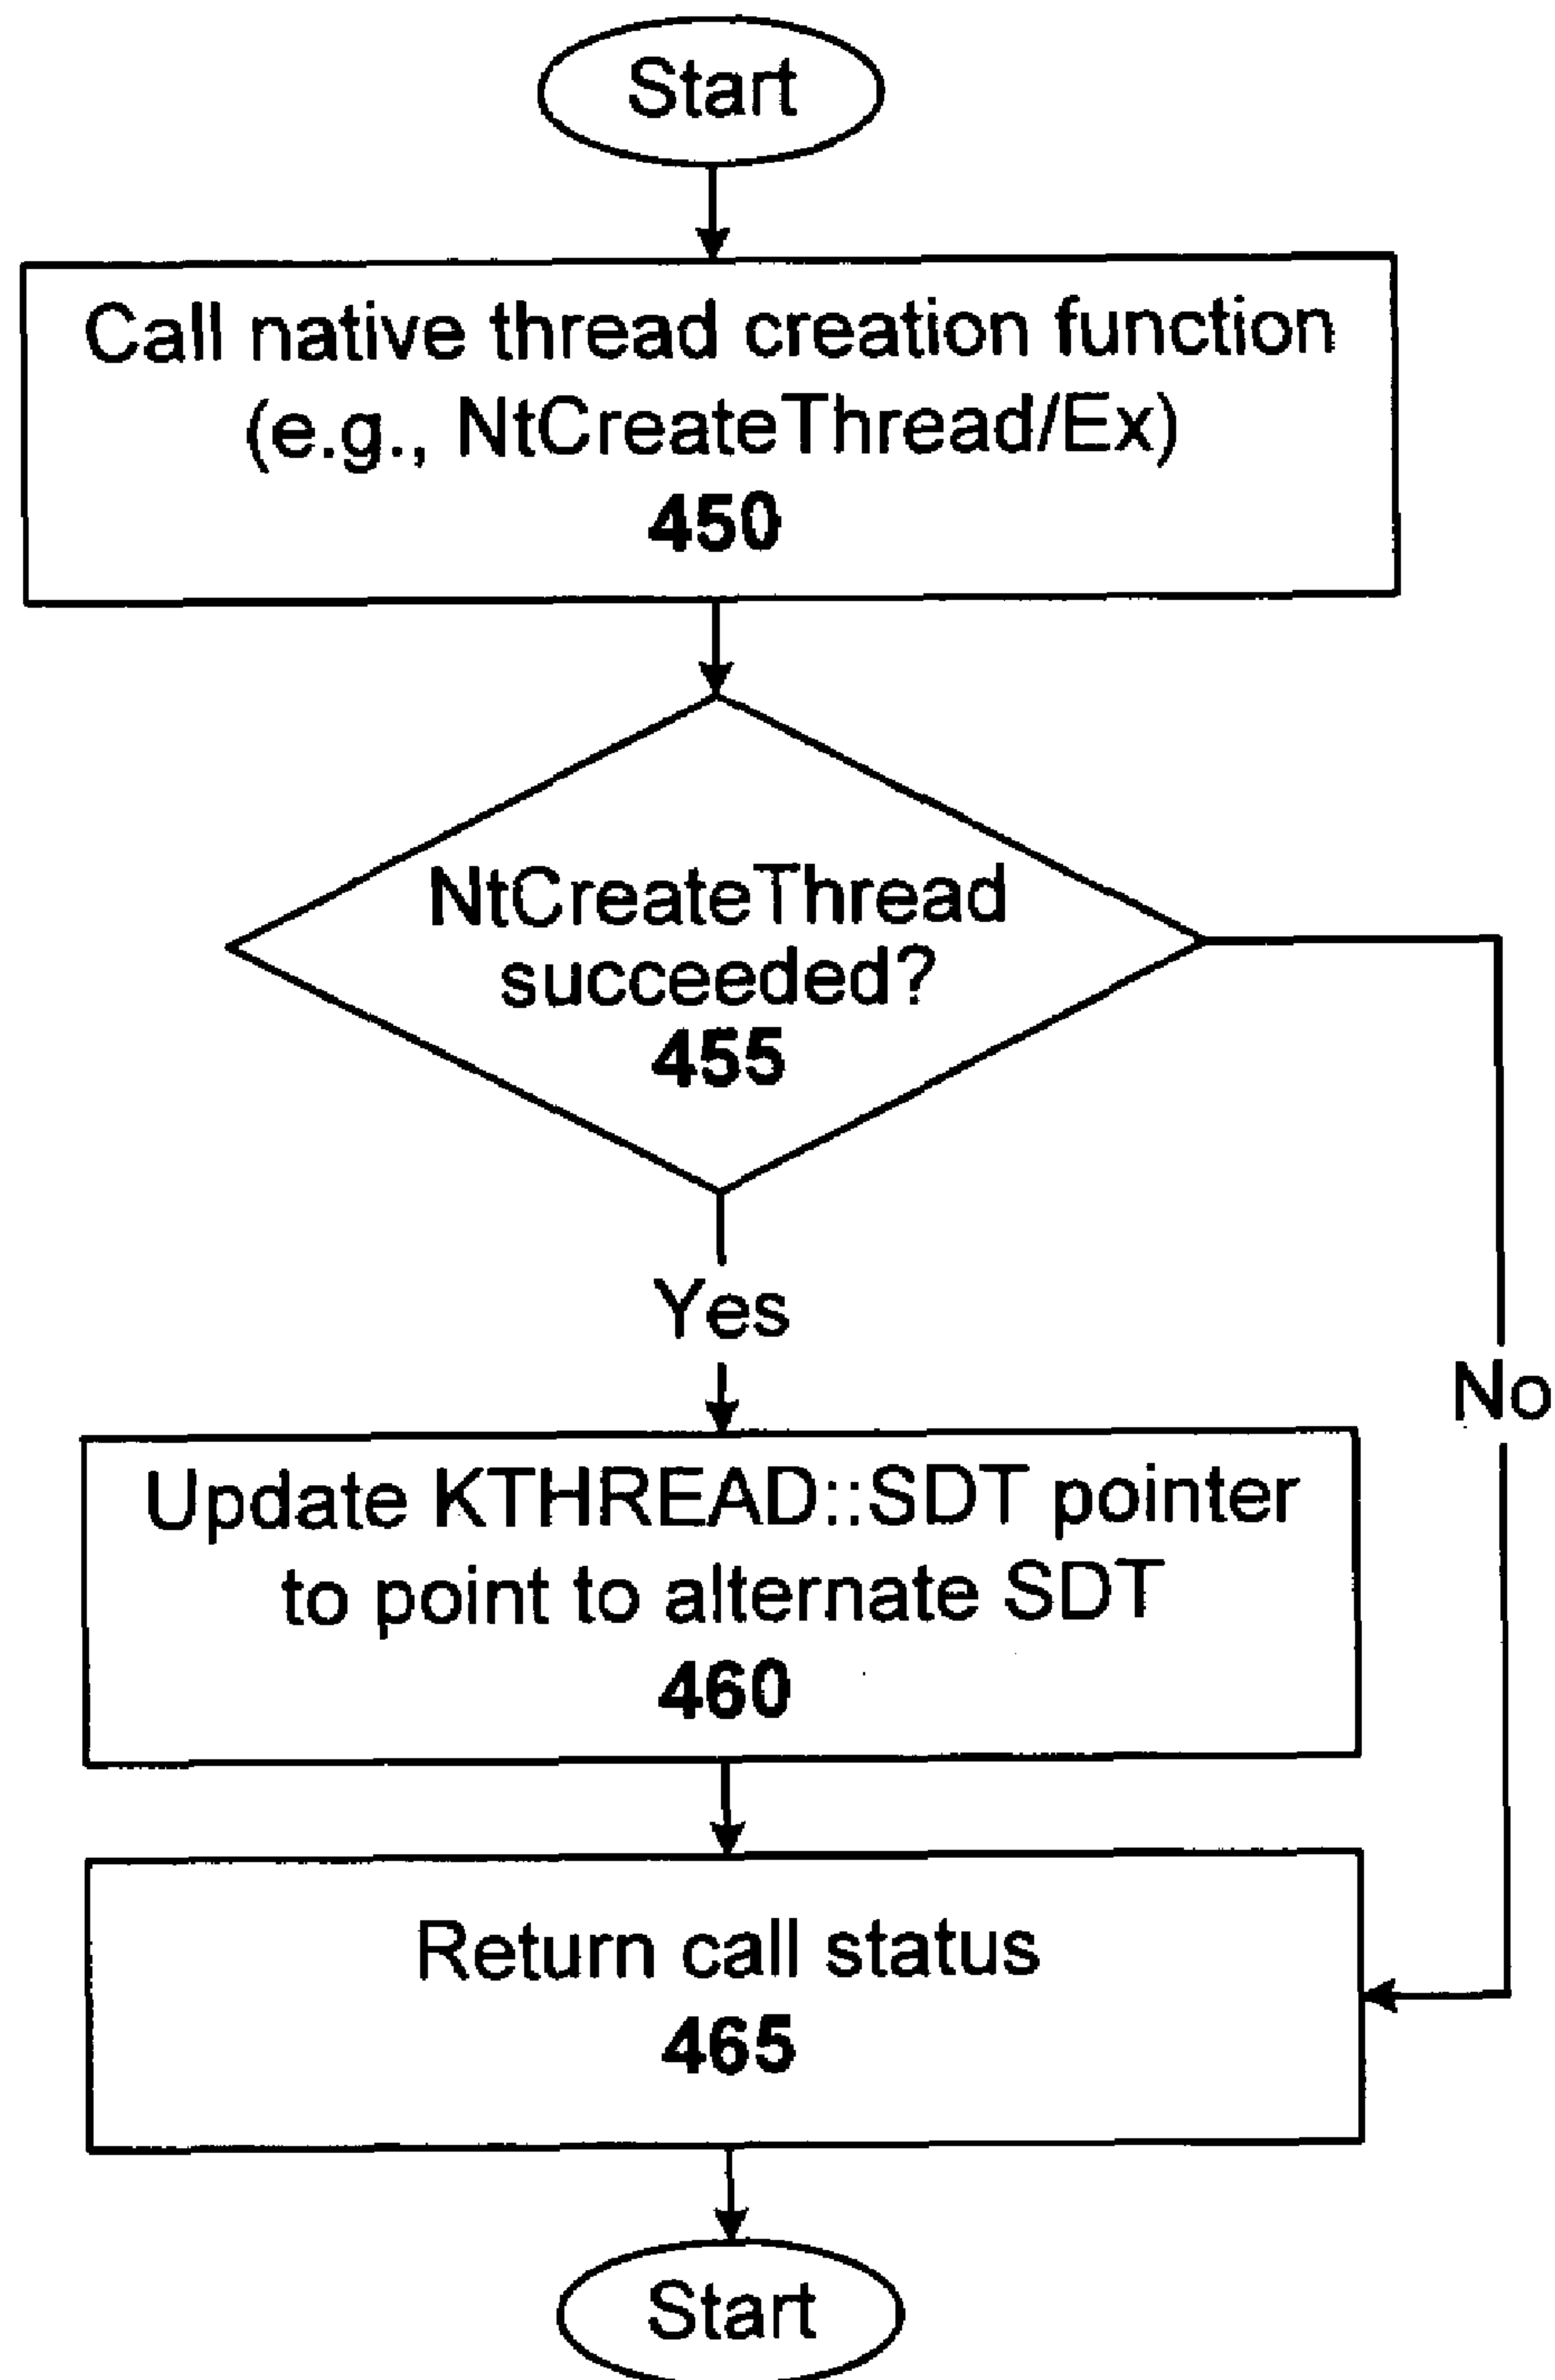 Start
Call native thread creation function
(e.g., NtCreateThread/Ex)
450
NtCreateThread
succeeded?
455
Yes
No
Update KTHREAD::SDT pointer
to point to alternate SDT
460
Return call status
465
Start